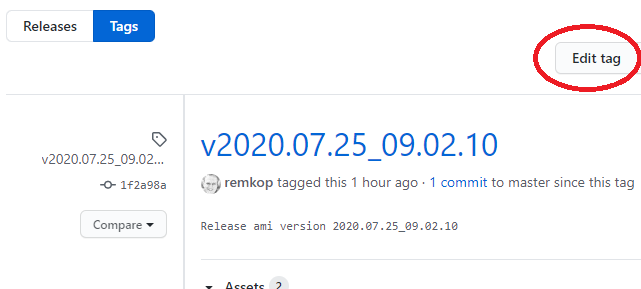 Releases Tags
Edit tag
v2020.07.25_09.02...
1f2a98a
Compare
v2020.07.25_09.02.10
remkop tagged this 1 hour ago · 1 commit to master since this tag
Release ami version 2020.07.25_09.02.10
Assets 2